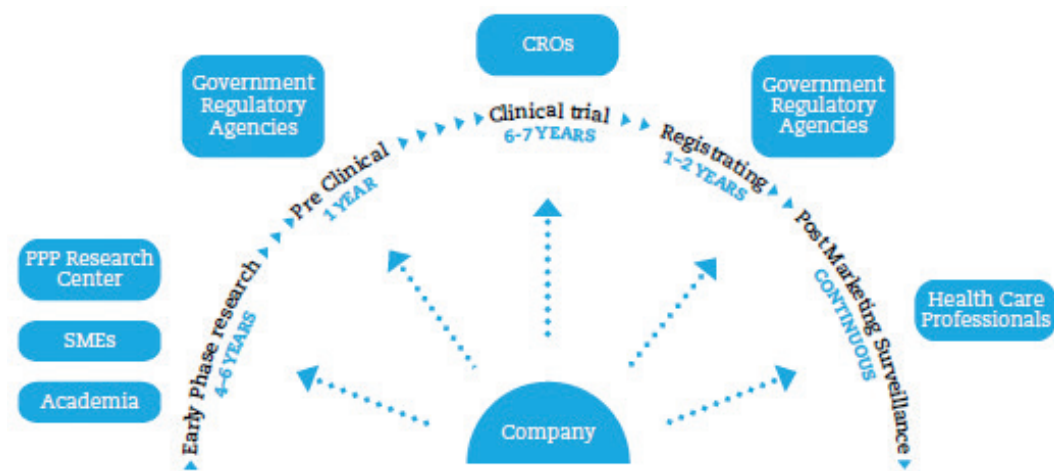 CROs
Government
Regulatory
Agencies
Government
Regulatory
Agencies
Clinical trial
6-7 YEARS
Pre Clinical
1 YEAR
Registrating
1-2 YEARS
PPP Research
Center
SMEs
Academia
Early Phase research
4-6 YEARS
Post Marketing Surveillance
CONTINUOUS
Health Care
Professionals
Company